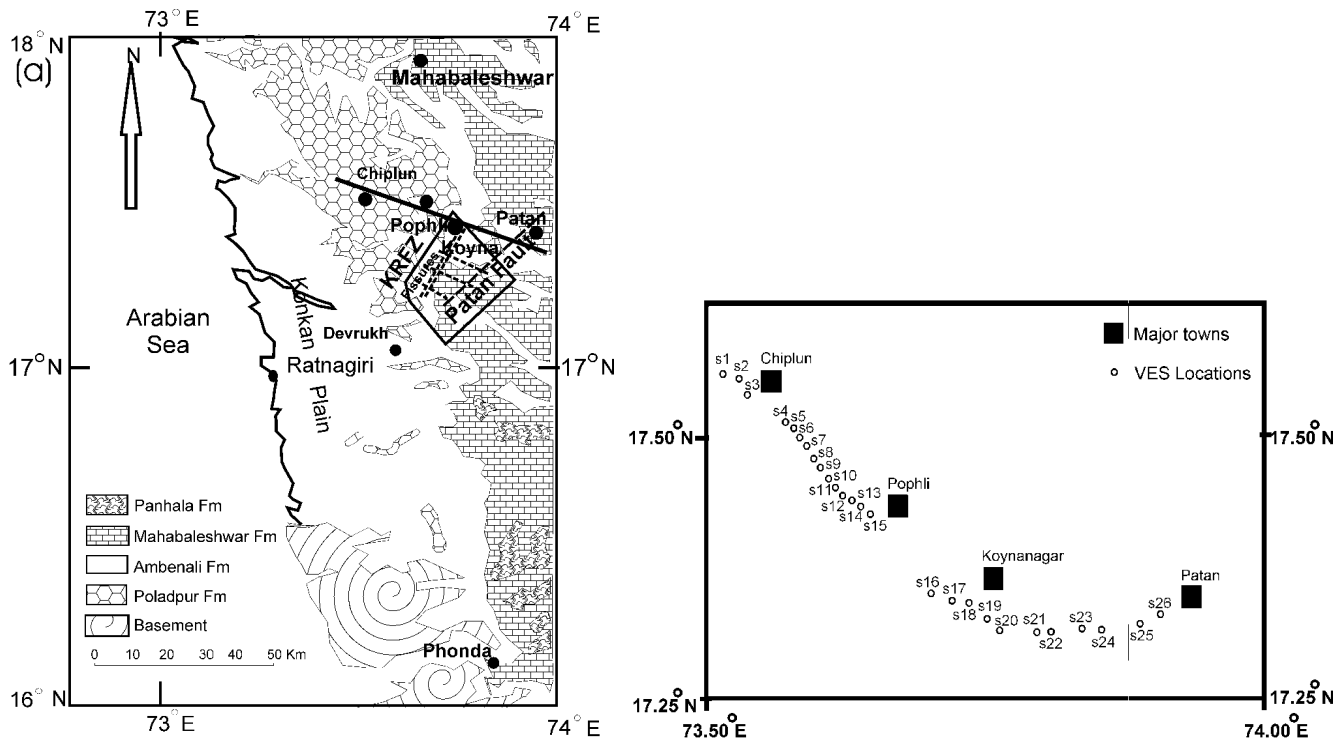 73°E
74°E
18°N
(a)
N
Mahabaleshwar
Chiplun
Pophli
Patan
Koyna
KRFZ
Fissures
Patan Fault
Konkan Plain
Arabian
Sea
Devrukh
17°N
Ratnagiri
17°N
Panhala Fm
Mahabaleshwar Fm
Ambenali Fm
Poladpur Fm
Basement
0 10 20 30 40 50 Km
Phonda
16°N
16°N
73°E
74°E
Major towns
VES Locations
s1
s2
s3
Chiplun
s4
s5
s6
s7
s8
s9
s10
s11
s12
s13
s14
s15
Pophli
17.50°N
17.50°N
Koynanagar
Patan
s16
s17
s18
s19
s20
s21
s22
s23
s24
s25
s26
17.25°N
17.25°N
73.50°E
74.00°E